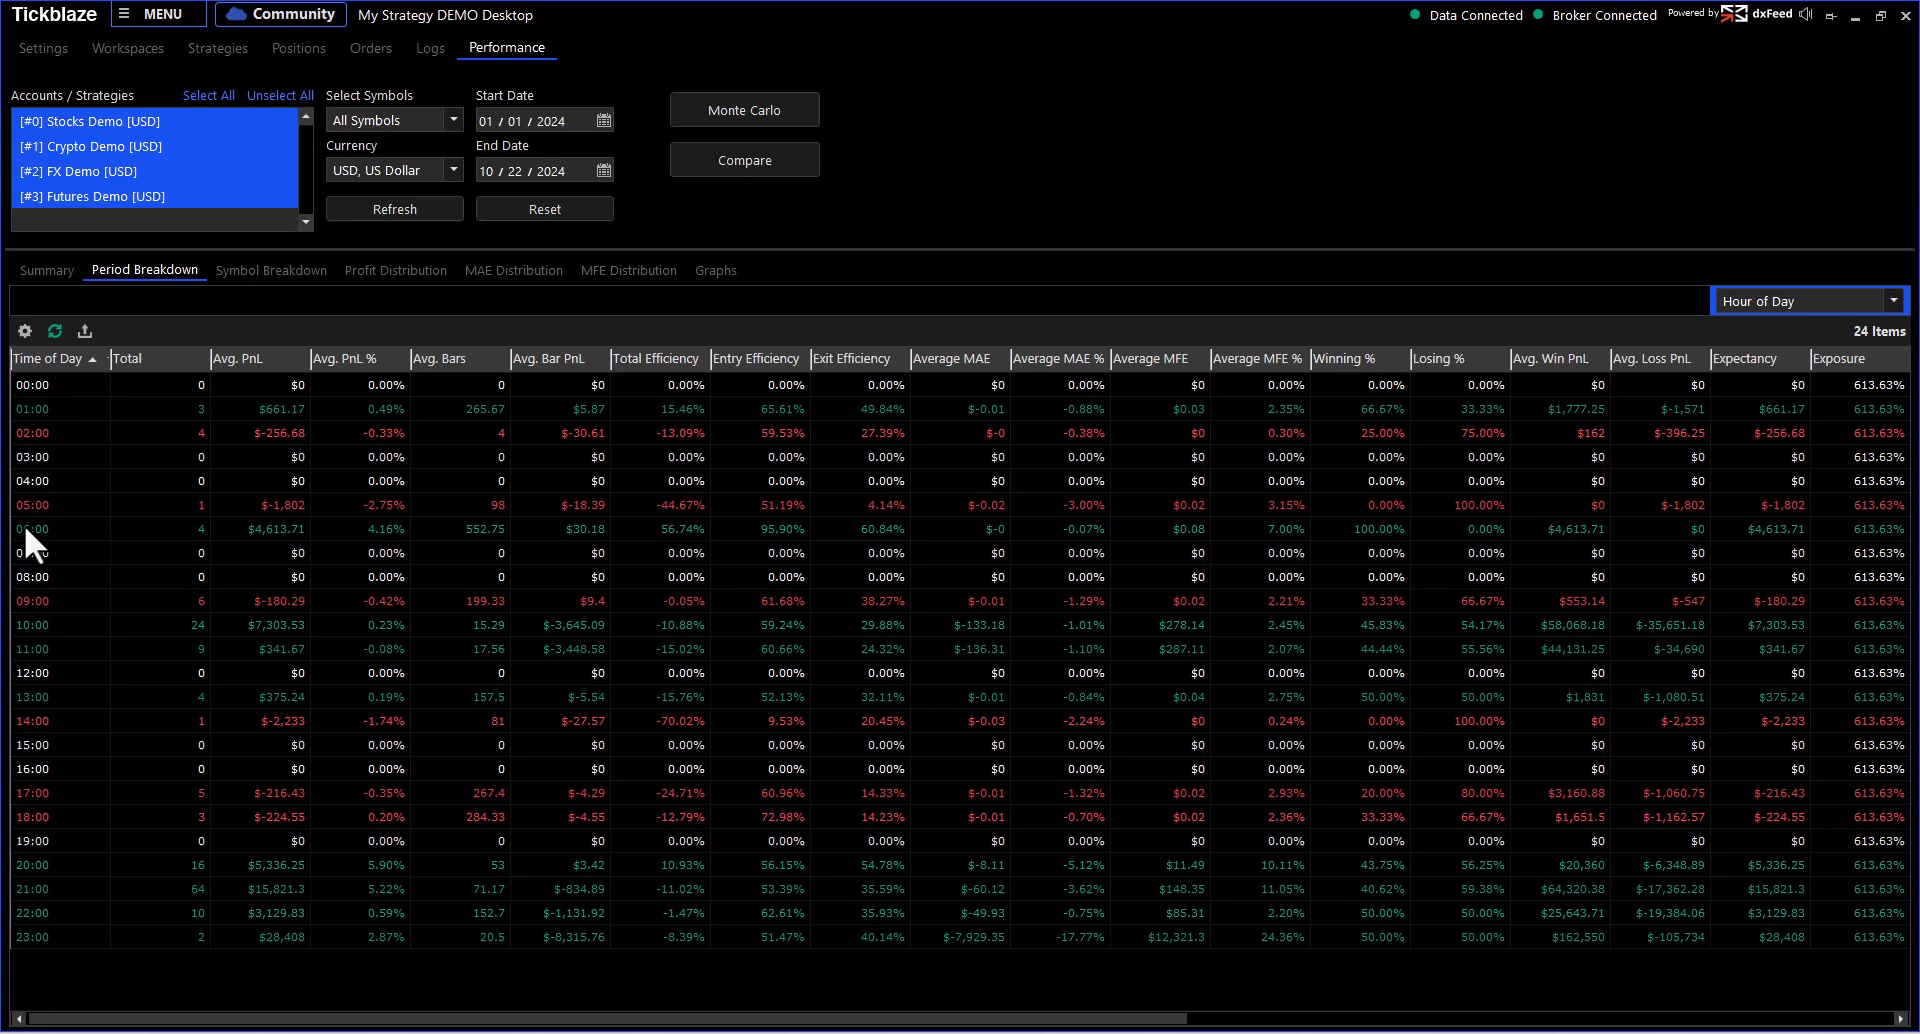 Tickblaze MENU Community My Strategy DEMO Desktop Data Connected Broker Connected Powered by dxFeed
Settings Workspaces Strategies Positions Orders Logs Performance
Accounts / Strategies Select All Unselect All Select Symbols Start Date
[#0] Stocks Demo [USD] All Symbols 01 / 01 / 2024 Monte Carlo
[#1] Crypto Demo [USD] Currency End Date
[#2] FX Demo [USD] USD, US Dollar 10 / 22 / 2024 Compare
[#3] Futures Demo [USD] Refresh Reset
Summary Period Breakdown Symbol Breakdown Profit Distribution MAE Distribution MFE Distribution Graphs
Hour of Day
24 Items
Time of Day Total Avg. PnL Avg. PnL % Avg. Bars Avg. Bar PnL Total Efficiency Entry Efficiency Exit Efficiency Average MAE Average MAE % Average MFE Average MFE % Winning % Losing % Avg. Win PnL Avg. Loss PnL Expectancy Exposure
00:00 0 $0 0.00% 0 $0 0.00% 0.00% 0.00% $0 0.00% $0 0.00% 0.00% 0.00% $0 $0 $0 613.63%
01:00 3 $661.17 0.49% 265.67 $5.87 15.46% 65.61% 49.84% $-0.01 -0.88% $0.03 2.35% 66.67% 33.33% $1,777.25 $-1,571 $661.17 613.63%
02:00 4 $-256.68 -0.33% 4 $-30.61 -13.09% 59.53% 27.39% $-0 -0.38% $0 0.30% 25.00% 75.00% $162 $-396.25 $-256.68 613.63%
03:00 0 $0 0.00% 0 $0 0.00% 0.00% 0.00% $0 0.00% $0 0.00% 0.00% 0.00% $0 $0 $0 613.63%
04:00 0 $0 0.00% 0 $0 0.00% 0.00% 0.00% $0 0.00% $0 0.00% 0.00% 0.00% $0 $0 $0 613.63%
05:00 1 $-1,802 -2.75% 98 $-18.39 -44.67% 51.19% 4.14% $-0.02 -3.00% $0.02 3.15% 0.00% 100.00% $0 $-1,802 $-1,802 613.63%
4 $4,613.71 4.16% 552.75 $30.18 56.74% 95.90% 60.84% $-0 -0.07% $0.08 7.00% 100.00% 0.00% $4,613.71 $0 $4,613.71 613.63%
0 $0 0.00% 0 $0 0.00% 0.00% 0.00% $0 0.00% $0 0.00% 0.00% 0.00% $0 $0 $0 613.63%
08:00 0 $0 0.00% 0 $0 0.00% 0.00% 0.00% $0 0.00% $0 0.00% 0.00% 0.00% $0 $0 $0 613.63%
09:00 6 $-180.29 -0.42% 199.33 $9.4 -0.05% 61.68% 38.27% $-0.01 -1.29% $0.02 2.21% 33.33% 66.67% $553.14 $-547 $-180.29 613.63%
10:00 24 $7,303.53 0.23% 15.29 $-3,645.09 -10.88% 59.24% 29.88% $-133.18 -1.01% $278.14 2.45% 45.83% 54.17% $58,068.18 $-35,651.18 $7,303.53 613.63%
11:00 9 $341.67 -0.08% 17.56 $-3,448.58 -15.02% 60.66% 24.32% $-136.31 -1.10% $287.11 2.07% 44.44% 55.56% $44,131.25 $-34,690 $341.67 613.63%
12:00 0 $0 0.00% 0 $0 0.00% 0.00% 0.00% $0 0.00% $0 0.00% 0.00% 0.00% $0 $0 $0 613.63%
13:00 4 $375.24 0.19% 157.5 $-5.54 -15.76% 52.13% 32.11% $-0.01 -0.84% $0.04 2.75% 50.00% 50.00% $1,831 $-1,080.51 $375.24 613.63%
14:00 1 $-2,233 -1.74% 81 $-27.57 -70.02% 9.53% 20.45% $-0.03 -2.24% $0 0.24% 0.00% 100.00% $0 $-2,233 $-2,233 613.63%
15:00 0 $0 0.00% 0 $0 0.00% 0.00% 0.00% $0 0.00% $0 0.00% 0.00% 0.00% $0 $0 $0 613.63%
16:00 0 $0 0.00% 0 $0 0.00% 0.00% 0.00% $0 0.00% $0 0.00% 0.00% 0.00% $0 $0 $0 613.63%
17:00 5 $-216.43 -0.35% 267.4 $-4.29 -24.71% 60.96% 14.33% $-0.01 -1.32% $0.02 2.93% 20.00% 80.00% $3,160.88 $-1,060.75 $-216.43 613.63%
18:00 3 $-224.55 0.20% 284.33 $-4.55 -12.79% 72.98% 14.23% $-0.01 -0.70% $0.02 2.36% 33.33% 66.67% $1,651.5 $-1,162.57 $-224.55 613.63%
19:00 0 $0 0.00% 0 $0 0.00% 0.00% 0.00% $0 0.00% $0 0.00% 0.00% 0.00% $0 $0 $0 613.63%
20:00 16 $5,336.25 5.90% 53 $3.42 10.93% 56.15% 54.78% $-8.11 -5.12% $11.49 10.11% 43.75% 56.25% $20,360 $-6,348.89 $5,336.25 613.63%
21:00 64 $15,821.3 5.22% 71.17 $-834.89 -11.02% 53.39% 35.59% $-60.12 -3.62% $148.35 11.05% 40.62% 59.38% $64,320.38 $-17,362.28 $15,821.3 613.63%
22:00 10 $3,129.83 0.59% 152.7 $-1,131.92 -1.47% 62.61% 35.93% $-49.93 -0.75% $85.31 2.20% 50.00% 50.00% $25,643.71 $-19,384.06 $3,129.83 613.63%
23:00 2 $28,408 2.87% 20.5 $-8,315.76 -8.39% 51.47% 40.14% $-7,929.35 -17.77% $12,321.3 24.36% 50.00% 50.00% $162,550 $-105,734 $28,408 613.63%